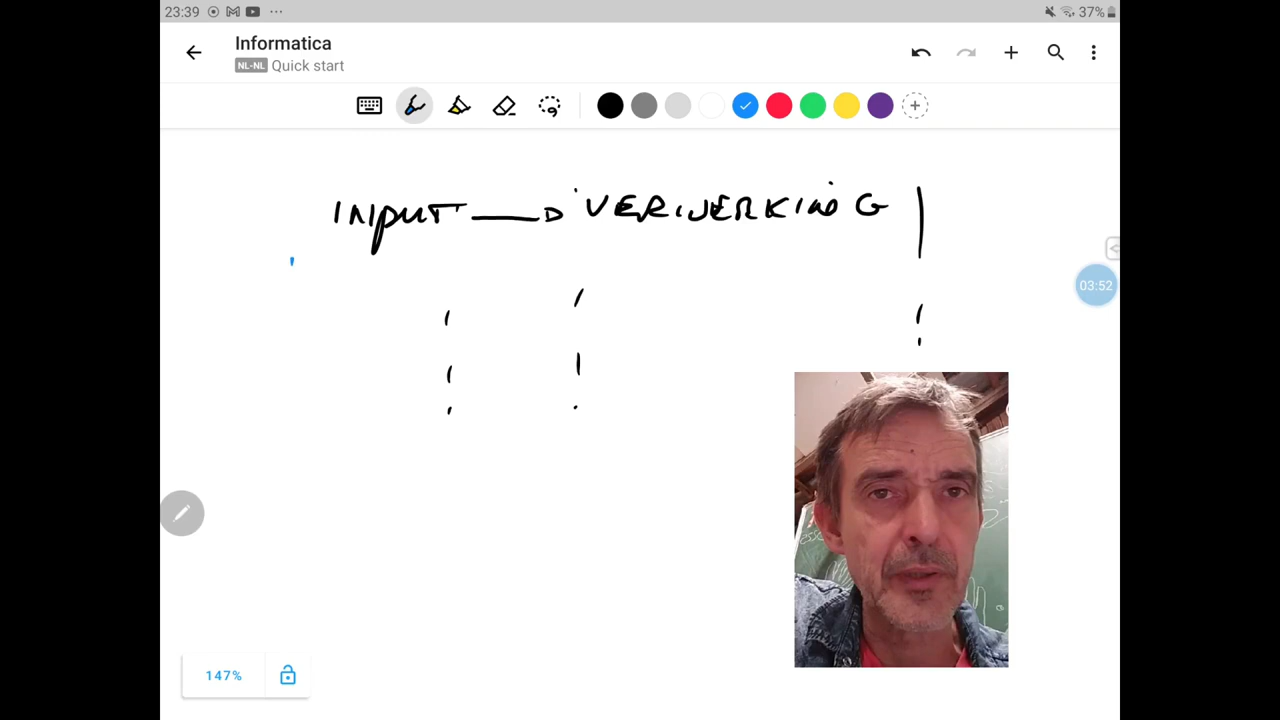 23:39 37%
Informatica
NL-NL Quick start
INPUT VERWERKING
03:52
147%